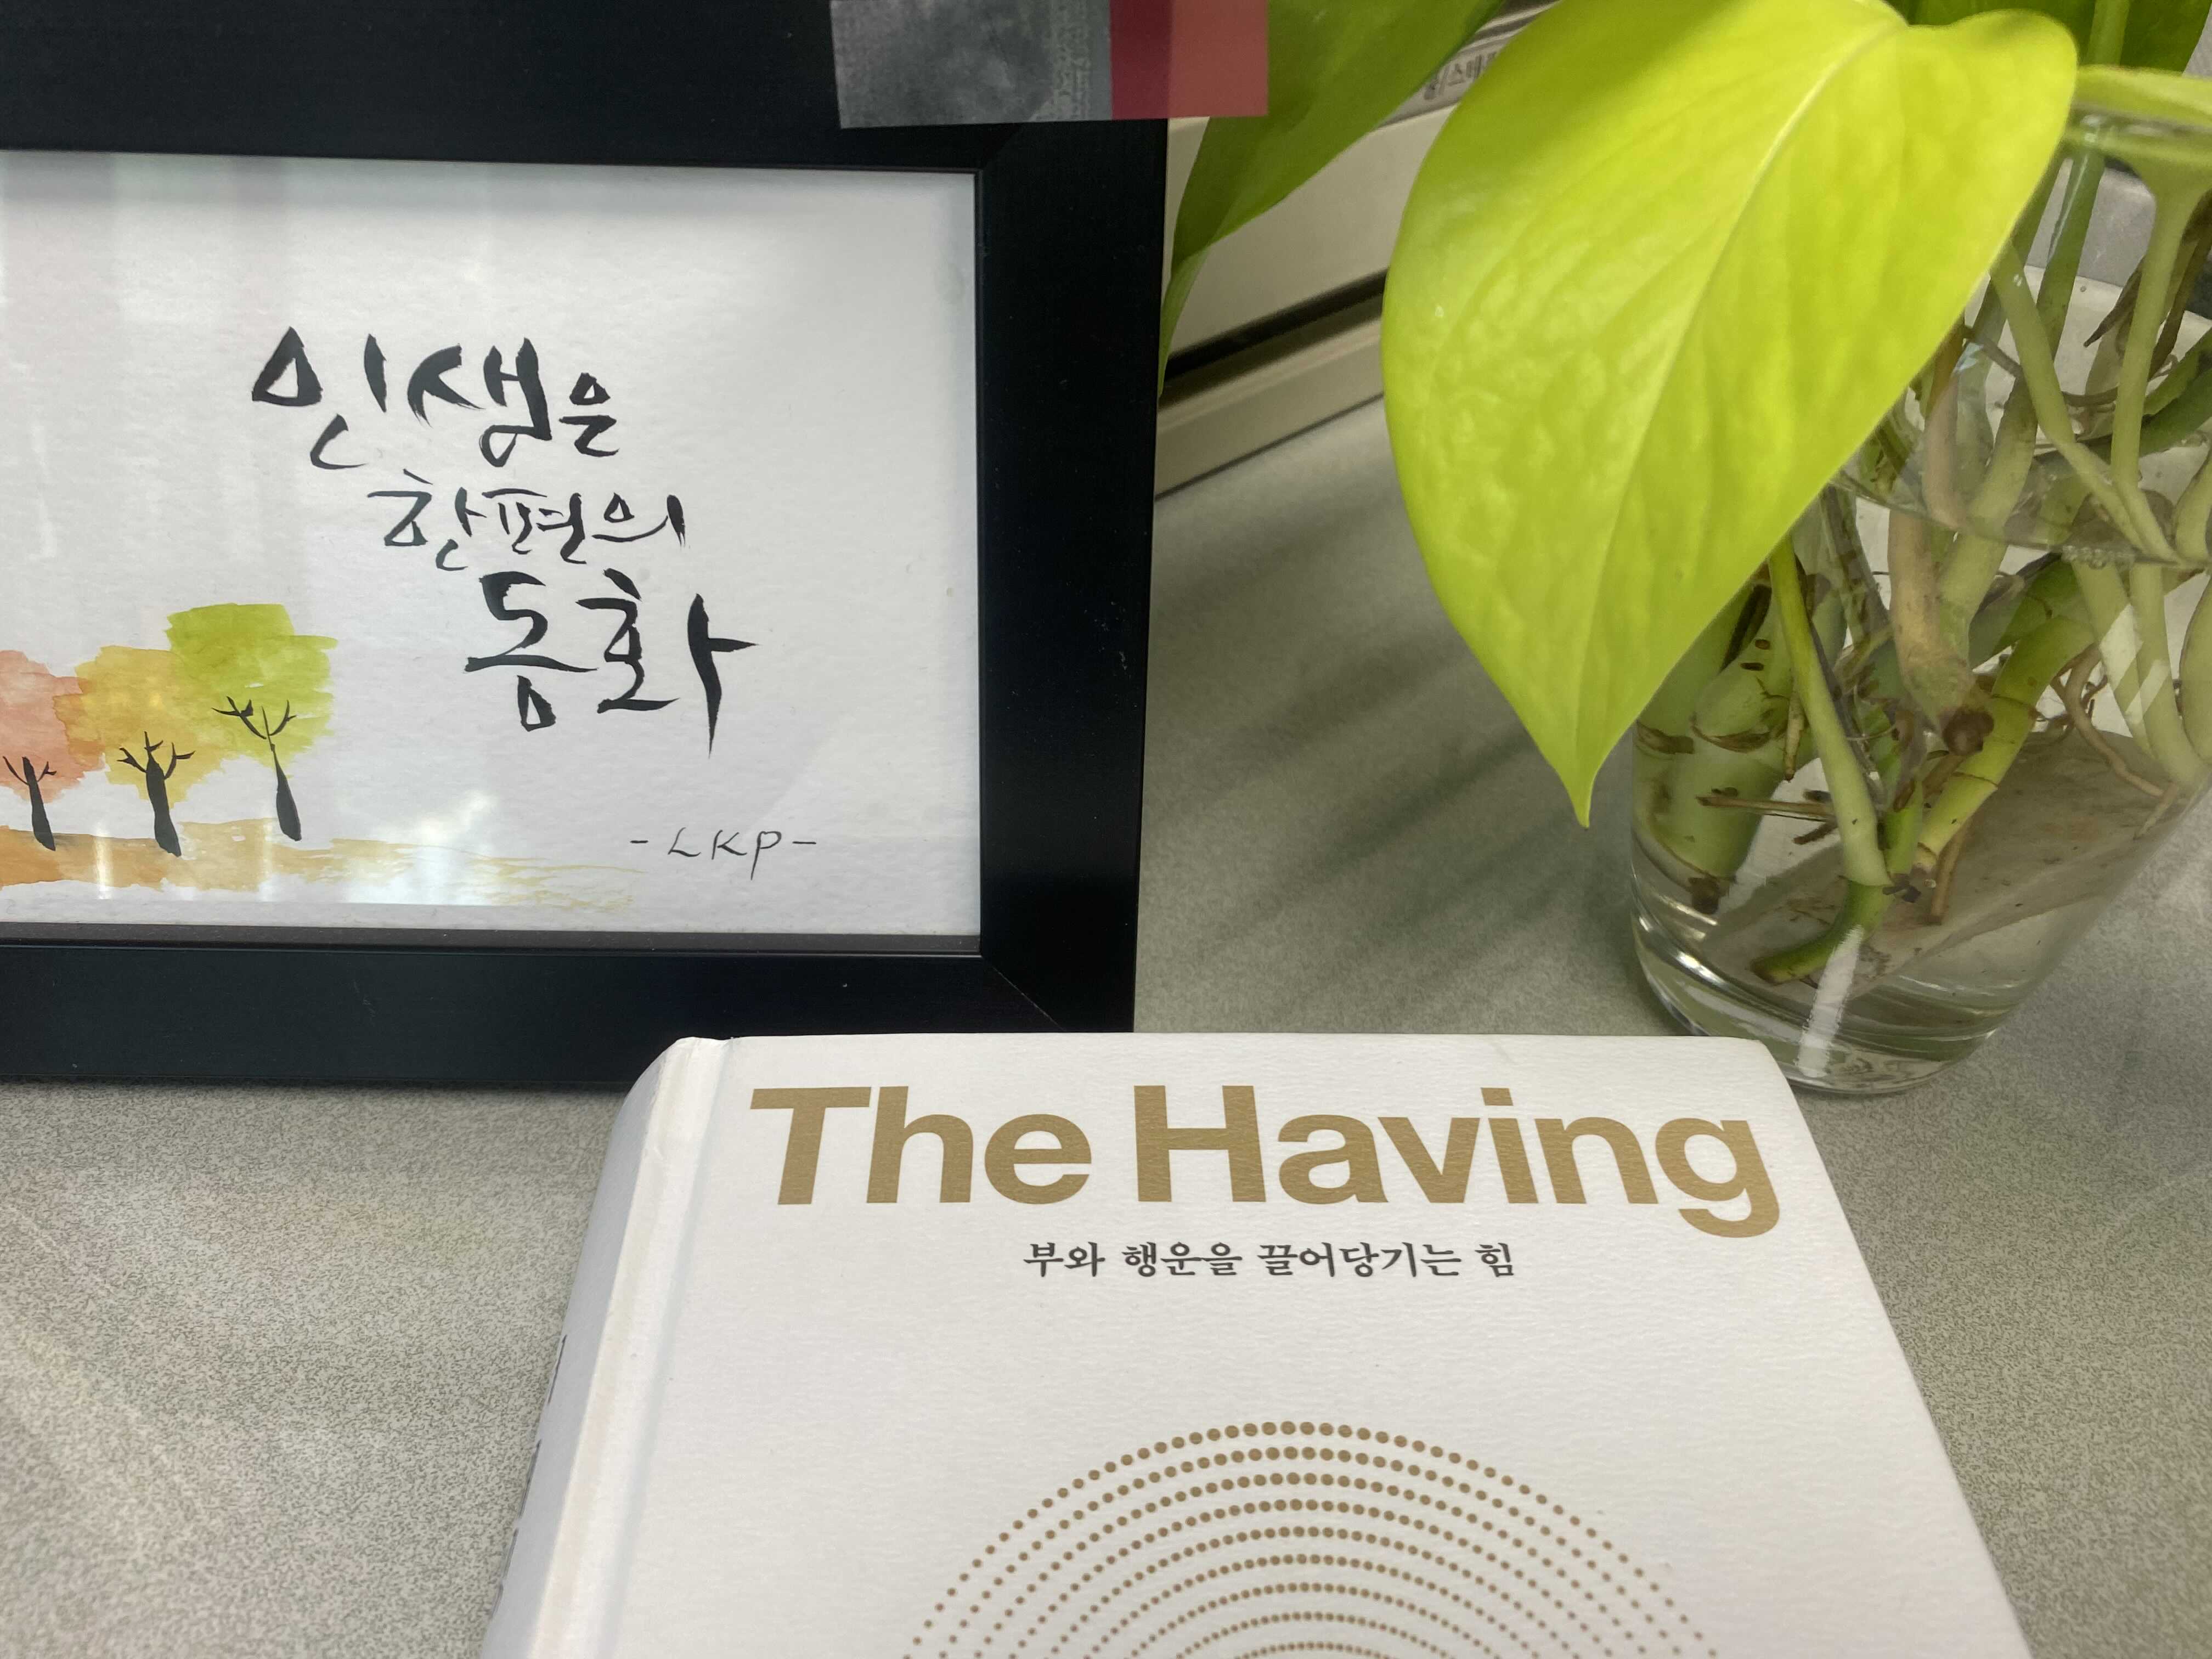 인생은
한편의
동화
-LKP-
The Having
부와 행운을 끌어당기는 힘